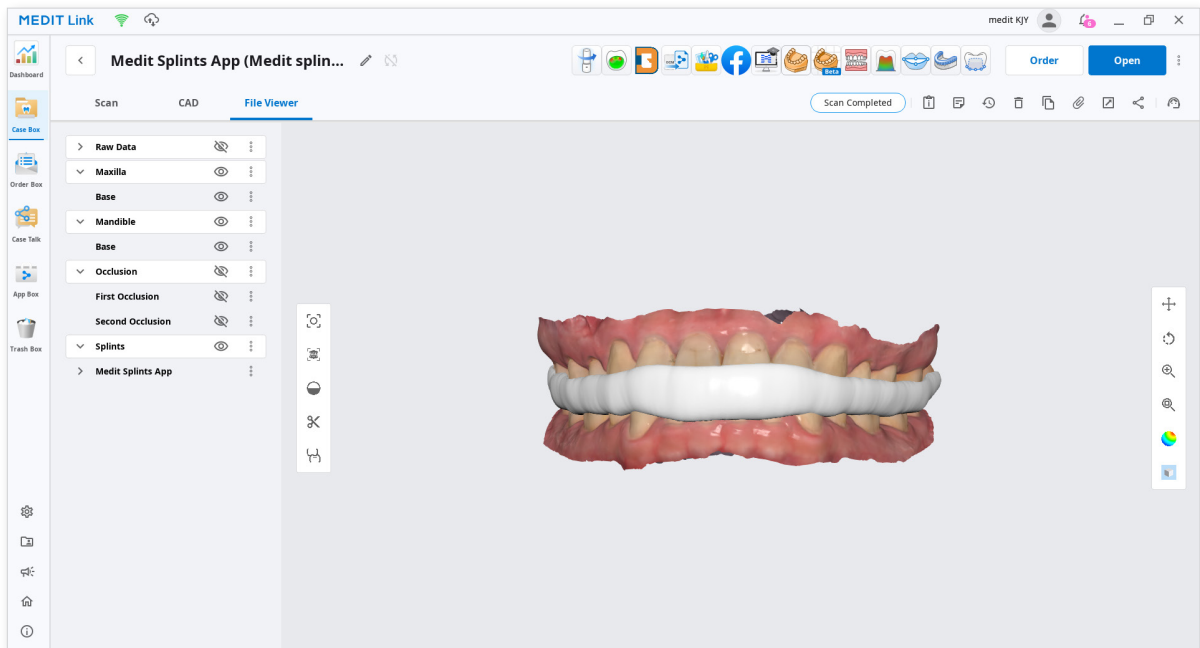 MEDIT Link
medit KJY
6
Dashboard
Case Box
Order Box
Case Talk
App Box
Trash Box
Medit Splints App (Medit splin...
Beta
Order
Open
Scan
CAD
File Viewer
Scan Completed
Raw Data
Maxilla
Base
Mandible
Base
Occlusion
First Occlusion
Second Occlusion
Splints
Medit Splints App